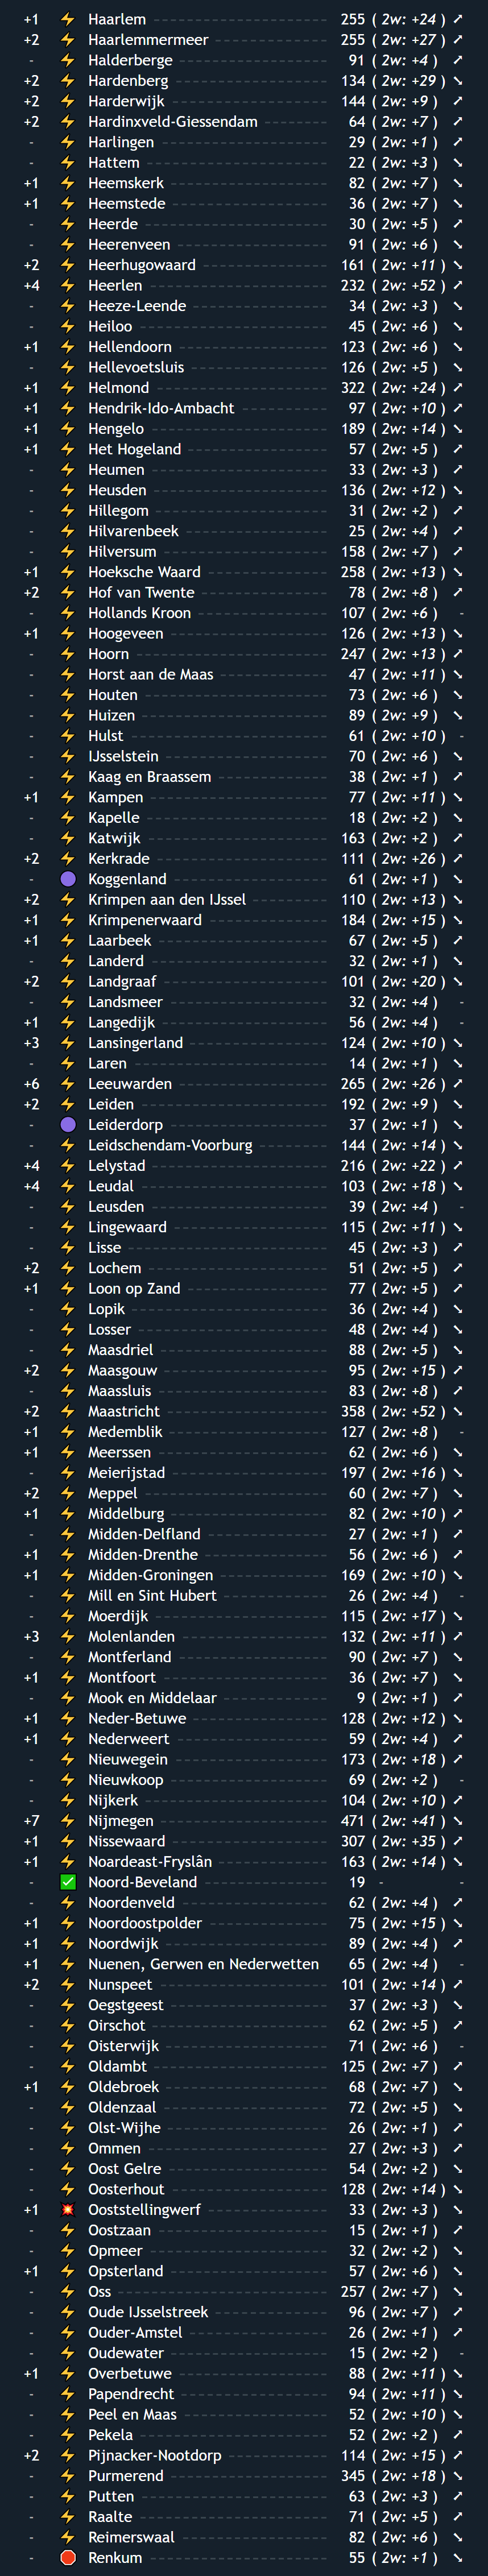 +1 ⚡ Haarlem 255 ( 2w: +24 ) ➚
+2 ⚡ Haarlemmermeer 255 ( 2w: +27 ) ➚
- ⚡ Halderberge 91 ( 2w: +4 ) ➚
+2 ⚡ Hardenberg 134 ( 2w: +29 ) ➘
+2 ⚡ Harderwijk 144 ( 2w: +9 ) ➚
+2 ⚡ Hardinxveld-Giessendam 64 ( 2w: +7 ) ➚
- ⚡ Harlingen 29 ( 2w: +1 ) ➚
- ⚡ Hattem 22 ( 2w: +3 ) ➘
+1 ⚡ Heemskerk 82 ( 2w: +7 ) ➘
+1 ⚡ Heemstede 36 ( 2w: +7 ) ➘
- ⚡ Heerde 30 ( 2w: +5 ) ➚
- ⚡ Heerenveen 91 ( 2w: +6 ) ➘
+2 ⚡ Heerhugowaard 161 ( 2w: +11 ) ➘
+4 ⚡ Heerlen 232 ( 2w: +52 ) ➚
- ⚡ Heeze-Leende 34 ( 2w: +3 ) ➘
- ⚡ Heiloo 45 ( 2w: +6 ) ➘
+1 ⚡ Hellendoorn 123 ( 2w: +6 ) ➘
- ⚡ Hellevoetsluis 126 ( 2w: +5 ) ➘
+1 ⚡ Helmond 322 ( 2w: +24 ) ➚
+1 ⚡ Hendrik-Ido-Ambacht 97 ( 2w: +10 ) ➚
+1 ⚡ Hengelo 189 ( 2w: +14 ) ➘
+1 ⚡ Het Hogeland 57 ( 2w: +5 ) ➚
- ⚡ Heumen 33 ( 2w: +3 ) ➚
- ⚡ Heusden 136 ( 2w: +12 ) ➘
- ⚡ Hillegom 31 ( 2w: +2 ) ➚
- ⚡ Hilvarenbeek 25 ( 2w: +4 ) ➚
- ⚡ Hilversum 158 ( 2w: +7 ) ➚
+1 ⚡ Hoeksche Waard 258 ( 2w: +13 ) ➘
+2 ⚡ Hof van Twente 78 ( 2w: +8 ) ➚
- ⚡ Hollands Kroon 107 ( 2w: +6 ) -
+1 ⚡ Hoogeveen 126 ( 2w: +13 ) ➘
- ⚡ Hoorn 247 ( 2w: +13 ) ➚
- ⚡ Horst aan de Maas 47 ( 2w: +11 ) ➘
- ⚡ Houten 73 ( 2w: +6 ) ➘
- ⚡ Huizen 89 ( 2w: +9 ) ➘
- ⚡ Hulst 61 ( 2w: +10 ) -
- ⚡ IJsselstein 70 ( 2w: +6 ) ➘
- ⚡ Kaag en Braassem 38 ( 2w: +1 ) ➚
+1 ⚡ Kampen 77 ( 2w: +11 ) ➘
- ⚡ Kapelle 18 ( 2w: +2 ) ➘
- ⚡ Katwijk 163 ( 2w: +2 ) ➚
+2 ⚡ Kerkrade 111 ( 2w: +26 ) ➚
- 🟣 Koggenland 61 ( 2w: +1 ) ➘
+2 ⚡ Krimpen aan den IJssel 110 ( 2w: +13 ) ➘
+1 ⚡ Krimpenerwaard 184 ( 2w: +15 ) ➘
+1 ⚡ Laarbeek 67 ( 2w: +5 ) ➚
- ⚡ Landerd 32 ( 2w: +1 ) ➘
+2 ⚡ Landgraaf 101 ( 2w: +20 ) ➘
- ⚡ Landsmeer 32 ( 2w: +4 ) -
+1 ⚡ Langedijk 56 ( 2w: +4 ) -
+3 ⚡ Lansingerland 124 ( 2w: +10 ) ➘
- ⚡ Laren 14 ( 2w: +1 ) ➘
+6 ⚡ Leeuwarden 265 ( 2w: +26 ) ➚
+2 ⚡ Leiden 192 ( 2w: +9 ) ➘
- 🟣 Leiderdorp 37 ( 2w: +1 ) ➘
- ⚡ Leidschendam-Voorburg 144 ( 2w: +14 ) ➘
+4 ⚡ Lelystad 216 ( 2w: +22 ) ➚
+4 ⚡ Leudal 103 ( 2w: +18 ) ➘
- ⚡ Leusden 39 ( 2w: +4 ) -
- ⚡ Lingewaard 115 ( 2w: +11 ) ➘
- ⚡ Lisse 45 ( 2w: +3 ) ➚
+2 ⚡ Lochem 51 ( 2w: +5 ) ➚
+1 ⚡ Loon op Zand 77 ( 2w: +5 ) ➚
- ⚡ Lopik 36 ( 2w: +4 ) ➘
- ⚡ Losser 48 ( 2w: +4 ) ➘
- ⚡ Maasdriel 88 ( 2w: +5 ) ➘
+2 ⚡ Maasgouw 95 ( 2w: +15 ) ➚
- ⚡ Maassluis 83 ( 2w: +8 ) ➚
+2 ⚡ Maastricht 358 ( 2w: +52 ) ➘
+1 ⚡ Medemblik 127 ( 2w: +8 ) -
+1 ⚡ Meerssen 62 ( 2w: +6 ) ➘
- ⚡ Meierijstad 197 ( 2w: +16 ) ➘
+2 ⚡ Meppel 60 ( 2w: +7 ) ➘
+1 ⚡ Middelburg 82 ( 2w: +10 ) ➚
- ⚡ Midden-Delfland 27 ( 2w: +1 ) ➚
+1 ⚡ Midden-Drenthe 56 ( 2w: +6 ) ➚
+1 ⚡ Midden-Groningen 169 ( 2w: +10 ) ➘
- ⚡ Mill en Sint Hubert 26 ( 2w: +4 ) -
- ⚡ Moerdijk 115 ( 2w: +17 ) ➘
+3 ⚡ Molenlanden 132 ( 2w: +11 ) ➚
- ⚡ Montferland 90 ( 2w: +7 ) ➘
+1 ⚡ Montfoort 36 ( 2w: +7 ) ➘
- ⚡ Mook en Middelaar 9 ( 2w: +1 ) ➚
+1 ⚡ Neder-Betuwe 128 ( 2w: +12 ) ➘
+1 ⚡ Nederweert 59 ( 2w: +4 ) ➚
- ⚡ Nieuwegein 173 ( 2w: +18 ) ➚
- ⚡ Nieuwkoop 69 ( 2w: +2 ) -
- ⚡ Nijkerk 104 ( 2w: +10 ) ➚
+7 ⚡ Nijmegen 471 ( 2w: +41 ) ➘
+1 ⚡ Nissewaard 307 ( 2w: +35 ) ➚
+1 ⚡ Noardeast-Fryslân 163 ( 2w: +14 ) ➘
- ✅ Noord-Beveland 19 - -
- ⚡ Noordenveld 62 ( 2w: +4 ) ➚
+1 ⚡ Noordoostpolder 75 ( 2w: +15 ) ➘
+1 ⚡ Noordwijk 89 ( 2w: +4 ) ➚
+1 ⚡ Nuenen, Gerwen en Nederwetten 65 ( 2w: +4 ) -
+2 ⚡ Nunspeet 101 ( 2w: +14 ) ➚
- ⚡ Oegstgeest 37 ( 2w: +3 ) ➘
- ⚡ Oirschot 62 ( 2w: +5 ) ➚
- ⚡ Oisterwijk 71 ( 2w: +6 ) -
- ⚡ Oldambt 125 ( 2w: +7 ) ➚
+1 ⚡ Oldebroek 68 ( 2w: +7 ) ➘
- ⚡ Oldenzaal 72 ( 2w: +5 ) ➘
- ⚡ Olst-Wijhe 26 ( 2w: +1 ) ➚
- ⚡ Ommen 27 ( 2w: +3 ) ➚
- ⚡ Oost Gelre 54 ( 2w: +2 ) ➘
- ⚡ Oosterhout 128 ( 2w: +14 ) ➘
+1 💥 Ooststellingwerf 33 ( 2w: +3 ) ➘
- ⚡ Oostzaan 15 ( 2w: +1 ) ➚
- ⚡ Opmeer 32 ( 2w: +2 ) ➘
+1 ⚡ Opsterland 57 ( 2w: +6 ) ➘
- ⚡ Oss 257 ( 2w: +7 ) ➘
- ⚡ Oude IJsselstreek 96 ( 2w: +7 ) ➚
- ⚡ Ouder-Amstel 26 ( 2w: +1 ) ➚
- ⚡ Oudewater 15 ( 2w: +2 ) -
+1 ⚡ Overbetuwe 88 ( 2w: +11 ) ➘
- ⚡ Papendrecht 94 ( 2w: +11 ) ➘
- ⚡ Peel en Maas 52 ( 2w: +10 ) ➘
- ⚡ Pekela 52 ( 2w: +2 ) ➚
+2 ⚡ Pijnacker-Nootdorp 114 ( 2w: +15 ) ➚
- ⚡ Purmerend 345 ( 2w: +18 ) ➘
- ⚡ Putten 63 ( 2w: +3 ) ➚
- ⚡ Raalte 71 ( 2w: +5 ) ➚
- ⚡ Reimerswaal 82 ( 2w: +6 ) ➘
- 🛑 Renkum 55 ( 2w: +1 ) ➘